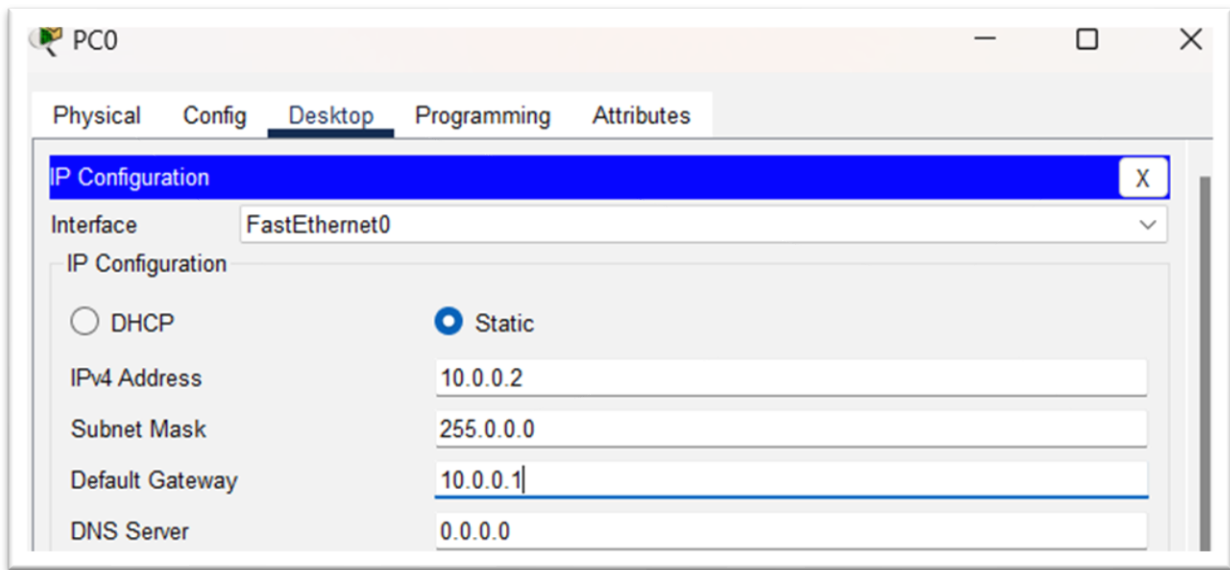 PC0
Physical Config Desktop Programming Attributes
IP Configuration X
Interface FastEthernet0
IP Configuration
DHCP Static
IPv4 Address 10.0.0.2
Subnet Mask 255.0.0.0
Default Gateway 10.0.0.1
DNS Server 0.0.0.0